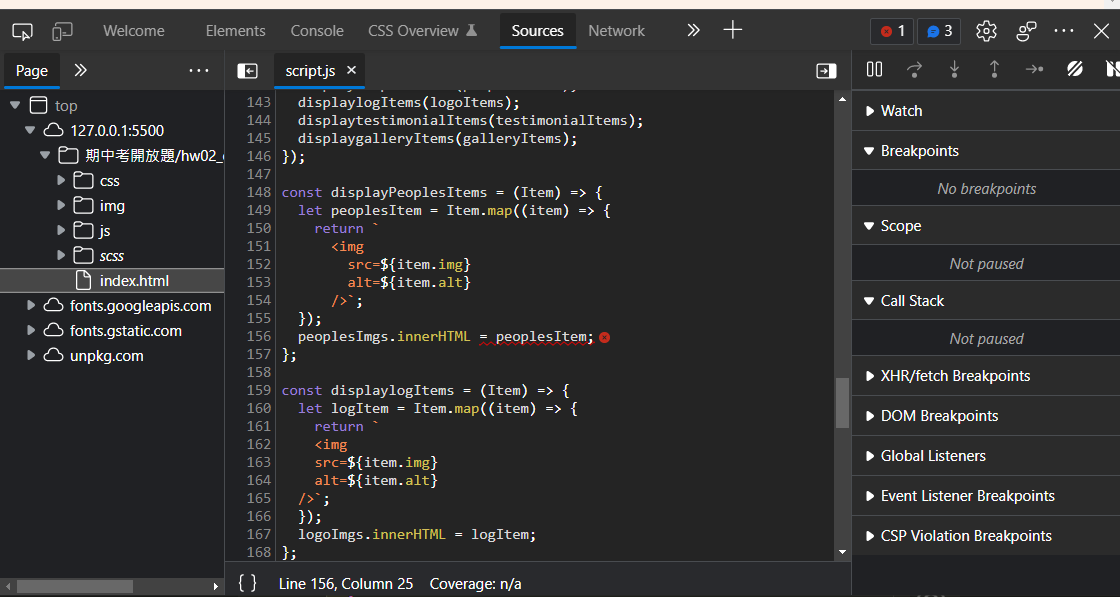 Welcome Elements Console CSS Overview Sources Network 1 3
Page
top
127.0.0.1:5500
期中考開放題/hw02_
css
img
js
scss
index.html
fonts.googleapis.com
fonts.gstatic.com
unpkg.com
script.js
143 displaylogItems(logoItems);
144 displaytestimonialItems(testimonialItems);
145 displaygalleryItems(galleryItems);
146 });
147
148 const displayPeoplesItems = (Item) => {
149 let peoplesItem = Item.map((item) => {
150 return `
151 <img
152 src=${item.img}
153 alt=${item.alt}
154 />`;
155 });
156 peoplesImgs.innerHTML = peoplesItem;
157 };
158
159 const displaylogItems = (Item) => {
160 let logItem = Item.map((item) => {
161 return `
162 <img
163 src=${item.img}
164 alt=${item.alt}
165 />`;
166 });
167 logoImgs.innerHTML = logItem;
168 };
{ } Line 156, Column 25 Coverage: n/a
Watch
Breakpoints
No breakpoints
Scope
Not paused
Call Stack
Not paused
XHR/fetch Breakpoints
DOM Breakpoints
Global Listeners
Event Listener Breakpoints
CSP Violation Breakpoints